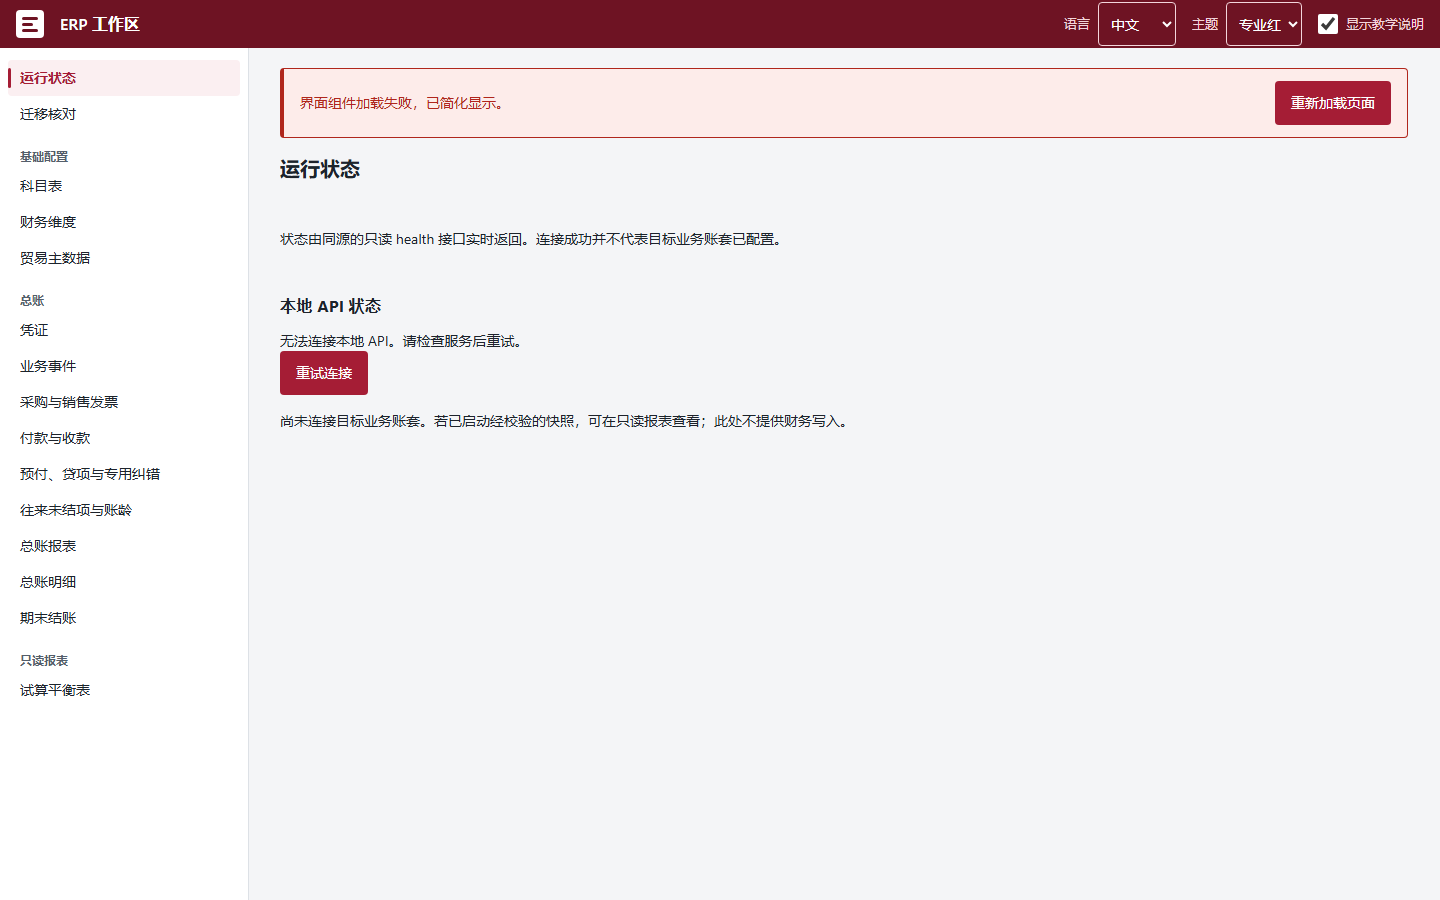 ERP 工作区
语言 中文 主题 专业红 显示教学说明
运行状态
迁移核对
基础配置
科目表
财务维度
贸易主数据
总账
凭证
业务事件
采购与销售发票
付款与收款
预付、贷项与专用纠错
往来未结项与账龄
总账报表
总账明细
期末结账
只读报表
试算平衡表
界面组件加载失败，已简化显示。
重新加载页面
运行状态
状态由同源的只读 health 接口实时返回。连接成功并不代表目标业务账套已配置。
本地 API 状态
无法连接本地 API。请检查服务后重试。
重试连接
尚未连接目标业务账套。若已启动经校验的快照，可在只读报表查看；此处不提供财务写入。